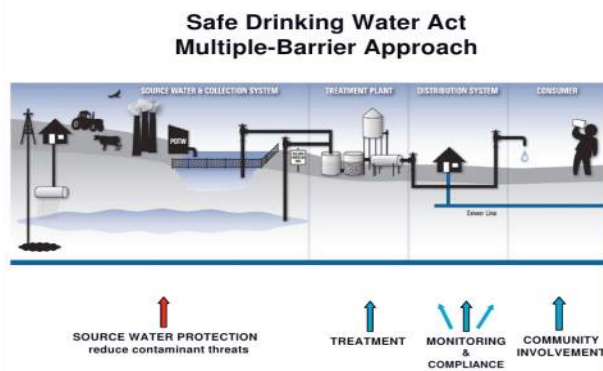 Safe Drinking Water Act
Multiple-Barrier Approach
SOURCE WATER & COLLECTION SYSTEM
TREATMENT PLANT
DISTRIBUTION SYSTEM
CONSUMER
POTW
Sewer Line
SOURCE WATER PROTECTION
reduce contaminant threats
TREATMENT
MONITORING
&
COMPLIANCE
COMMUNITY
INVOLVEMENT